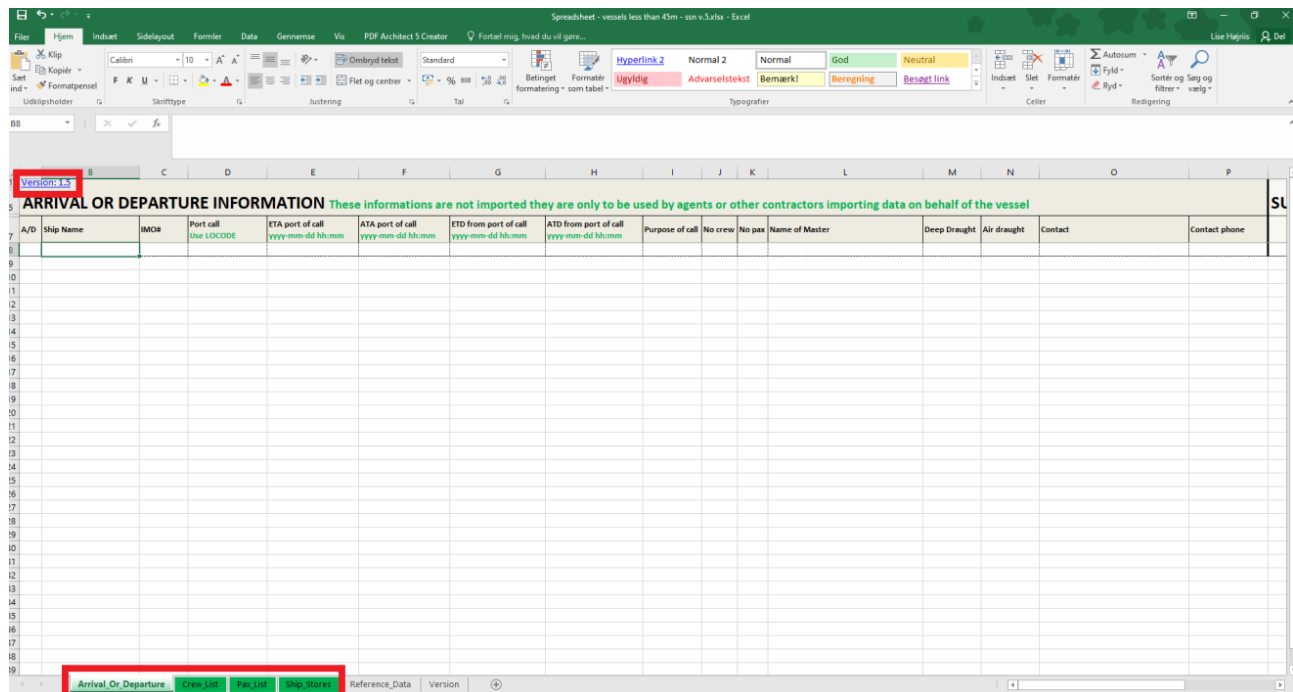 Spreadsheet - vessels less than 45m - ssn v.5.xlsx - Excel
Filer Hjem Indsæt Sidelayout Formler Data Gennemse Vis PDF Architect 5 Creator Fortæl mig, hvad du vil gøre... Lise Højriis Del
Sæt ind
Klip
Kopiér
Formatpensel
Udklipsholder
Calibri 10
F K U
Skrifttype
Ombryd tekst
Flet og centrer
Justering
Standard
% 000
Tal
Betinget formatering
Formatér som tabel
Hyperlink 2 Normal 2 Normal God Neutral
Ugyldig Advarselstekst Bemærk! Beregning Besøgt link
Typografier
Indsæt Slet Formatér
Celler
Autosum
Fyld
Ryd
Sortér og filtrer
Søg og vælg
Redigering
B8 fx
B C D E F G H I J K L M N O P
Version: 1.5
ARRIVAL OR DEPARTURE INFORMATION These informations are not imported they are only to be used by agents or other contractors importing data on behalf of the vessel SU
A/D Ship Name IMO# Port call Use LOCODE ETA port of call yyyy-mm-dd hh:mm ATA port of call yyyy-mm-dd hh:mm ETD from port of call yyyy-mm-dd hh:mm ATD from port of call yyyy-mm-dd hh:mm Purpose of call No crew No pax Name of Master Deep Draught Air draught Contact Contact phone
Arrival_Or_Departure Crew_List Pax_List Ship_Stores Reference_Data Version